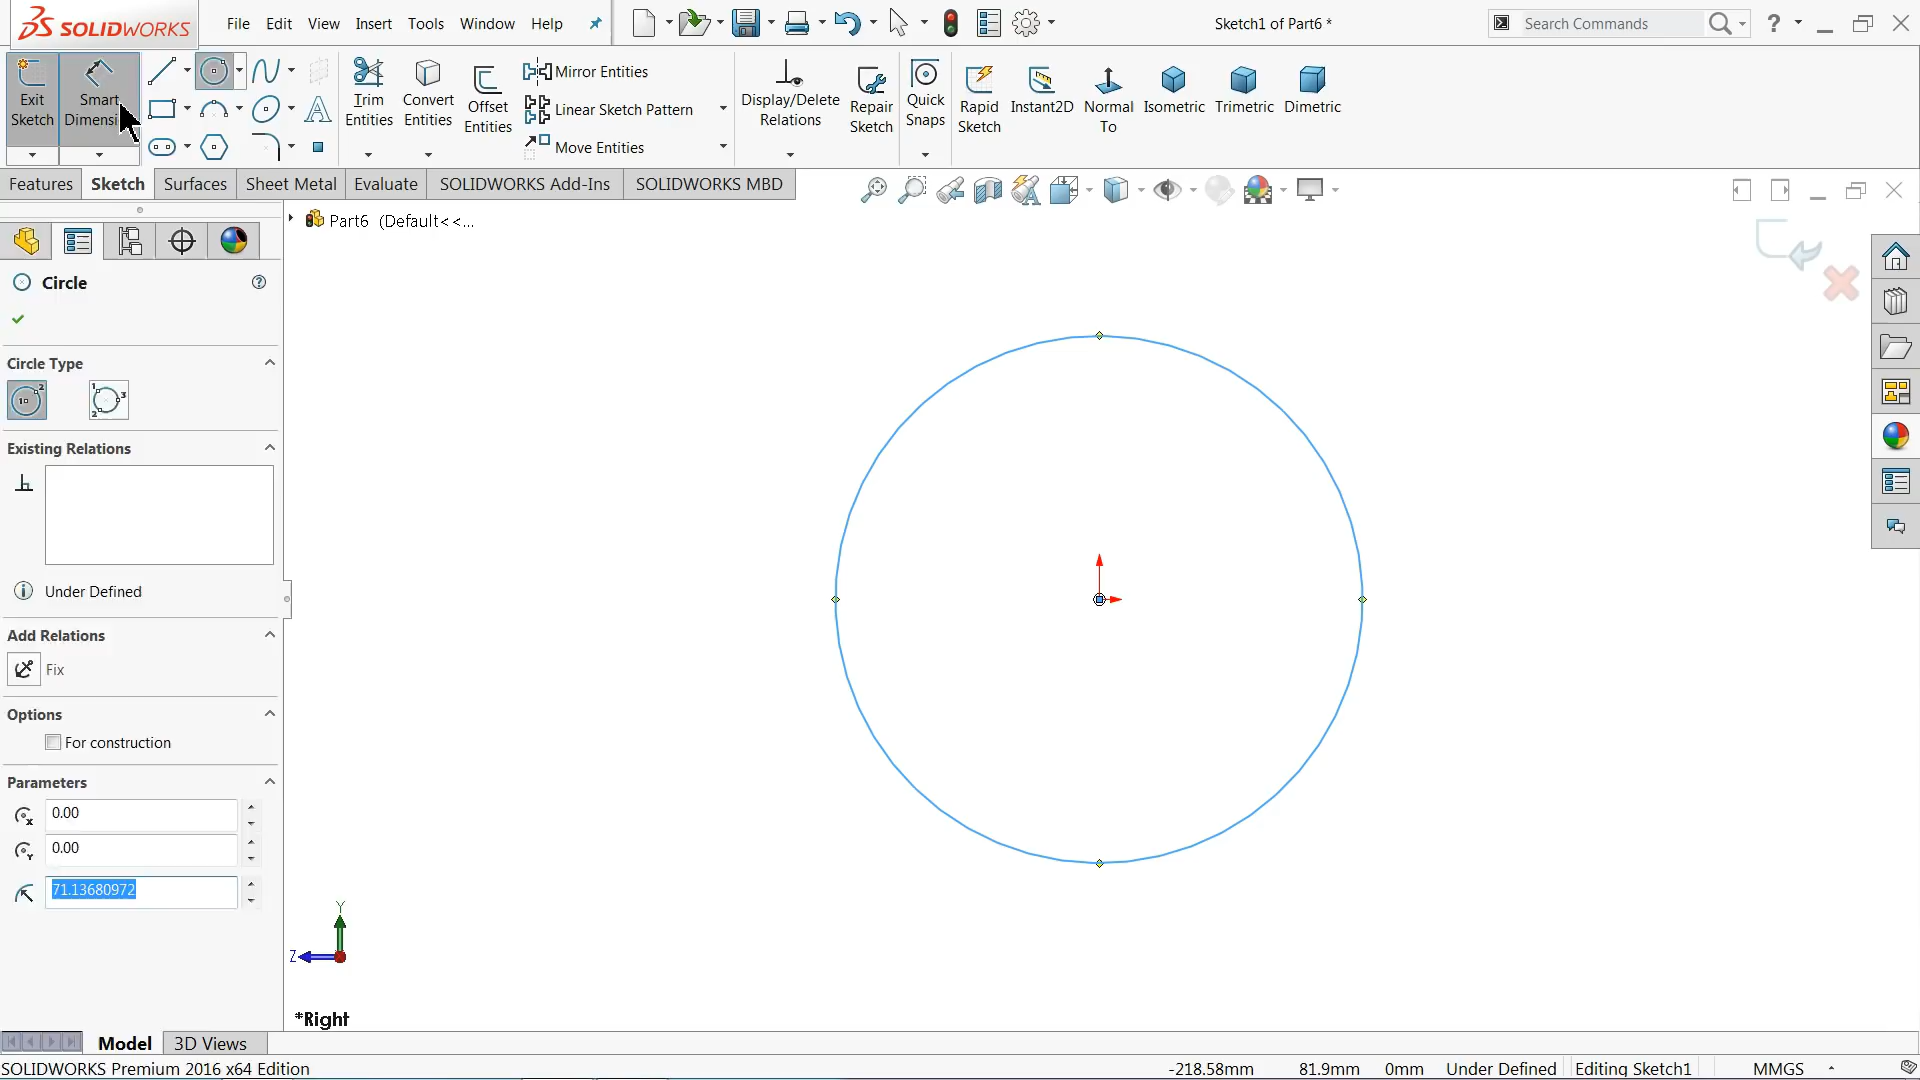 SOLIDWORKS
File Edit View Insert Tools Window Help
Sketch1 of Part6 *
Search Commands
?
Exit Sketch
Smart Dimension
Trim Entities
Convert Entities
Offset Entities
Mirror Entities
Linear Sketch Pattern
Move Entities
Display/Delete Relations
Repair Sketch
Quick Snaps
Rapid Sketch
Instant2D
Normal To
Isometric
Trimetric
Dimetric
Features Sketch Surfaces Sheet Metal Evaluate SOLIDWORKS Add-Ins SOLIDWORKS MBD
Part6 (Default<<...
Circle
Circle Type
Existing Relations
Under Defined
Add Relations
Fix
Options
For construction
Parameters
0.00
0.00
71.13680972
Y
Z
*Right
Model 3D Views
SOLIDWORKS Premium 2016 x64 Edition
-218.58mm 81.9mm 0mm Under Defined Editing Sketch1 MMGS